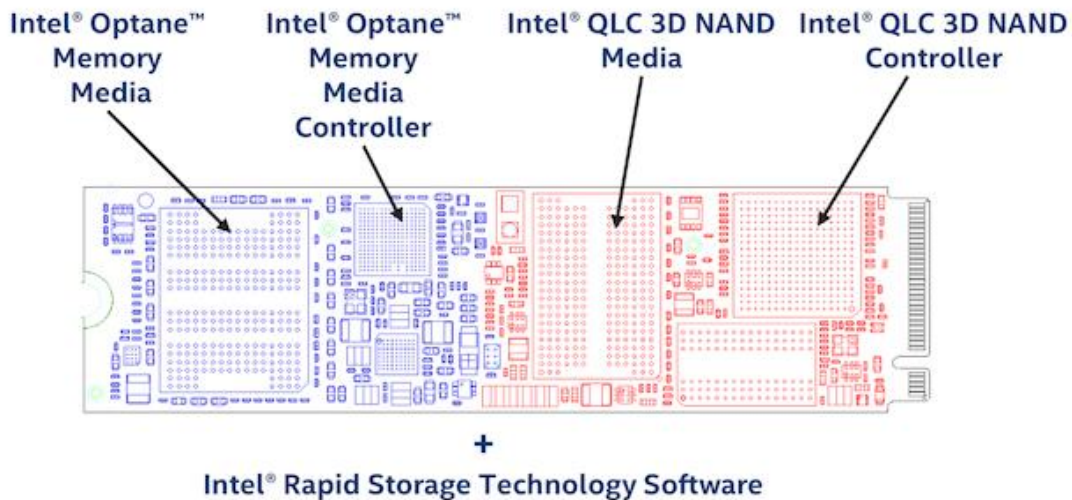 Intel® Optane™
Memory
Media
Intel® Optane™
Memory
Media
Controller
Intel® QLC 3D NAND
Media
Intel® QLC 3D NAND
Controller
+
Intel® Rapid Storage Technology Software